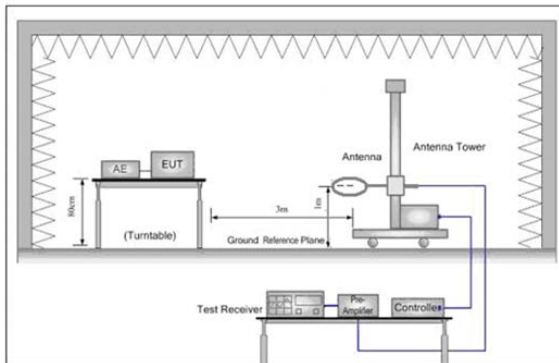 AE
EUT
Antenna
Antenna Tower
80cm
(Turntable)
3m
1m
Ground Reference Plane
Test Receiver
Pre-
Amplifier
Controller